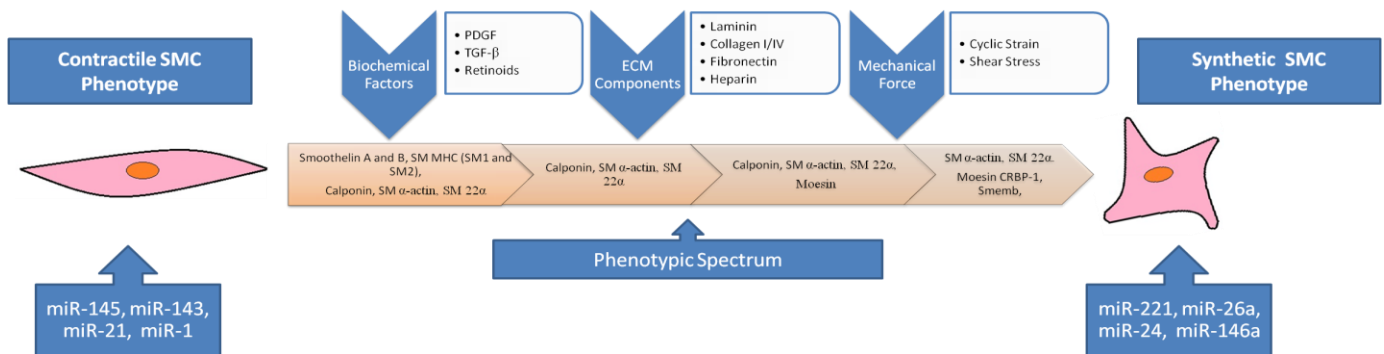 Contractile SMC
Phenotype
Biochemical
Factors
• PDGF
• TGF-β
• Retinoids
ECM
Components
• Laminin
• Collagen I/IV
• Fibronectin
• Heparin
Mechanical
Force
• Cyclic Strain
• Shear Stress
Synthetic SMC
Phenotype
Smoothelin A and B, SM MHC (SM1 and
SM2),
Calponin, SM α-actin, SM 22α
Calponin, SM α-actin, SM
22α
Calponin, SM α-actin, SM 22α,
Moesin
SM α-actin, SM 22α.
Moesin CRBP-1,
Smemb,
Phenotypic Spectrum
miR-145, miR-143,
miR-21, miR-1
miR-221, miR-26a,
miR-24, miR-146a